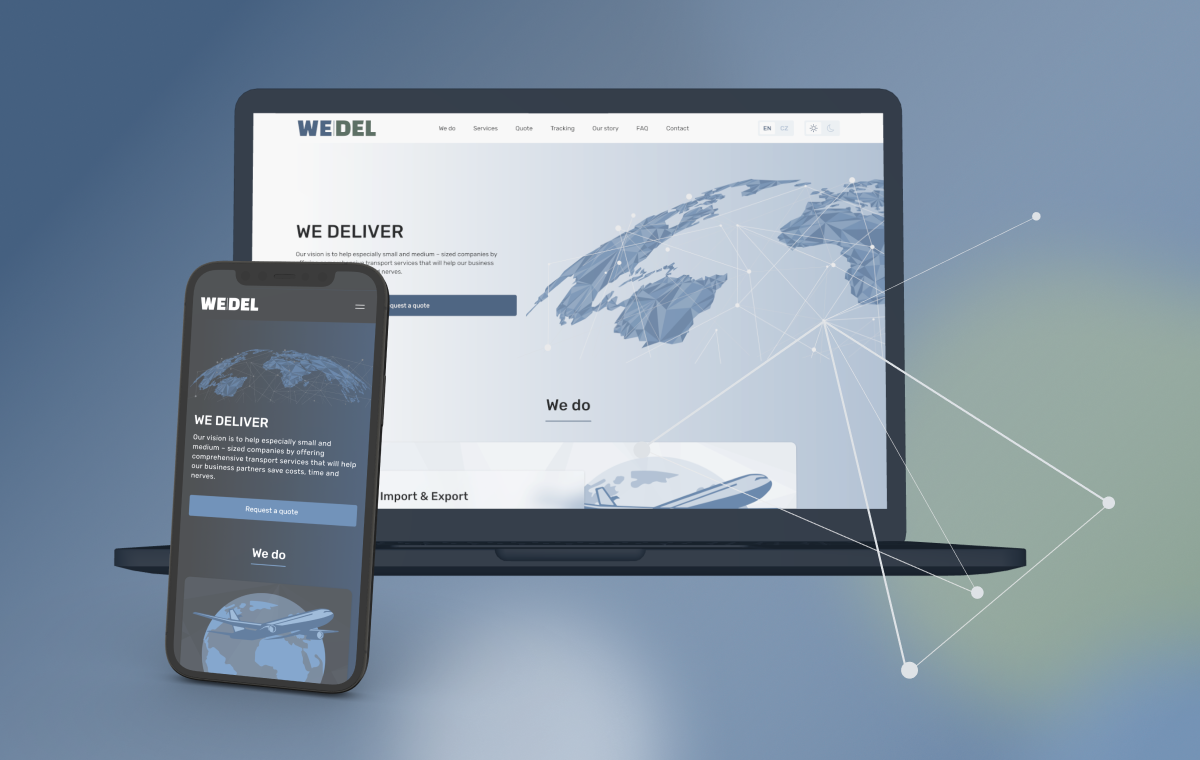 WE|DEL
We do Services Quote Tracking Our story FAQ Contact EN CZ
WE DELIVER
Our vision is to help especially small and medium – sized companies by
transport services that will help our business
nerves.
quest a quote
We do
Import & Export
WE|DEL
WE DELIVER
Our vision is to help especially small and
medium – sized companies by offering
comprehensive transport services that will help
our business partners save costs, time and
nerves.
Request a quote
We do